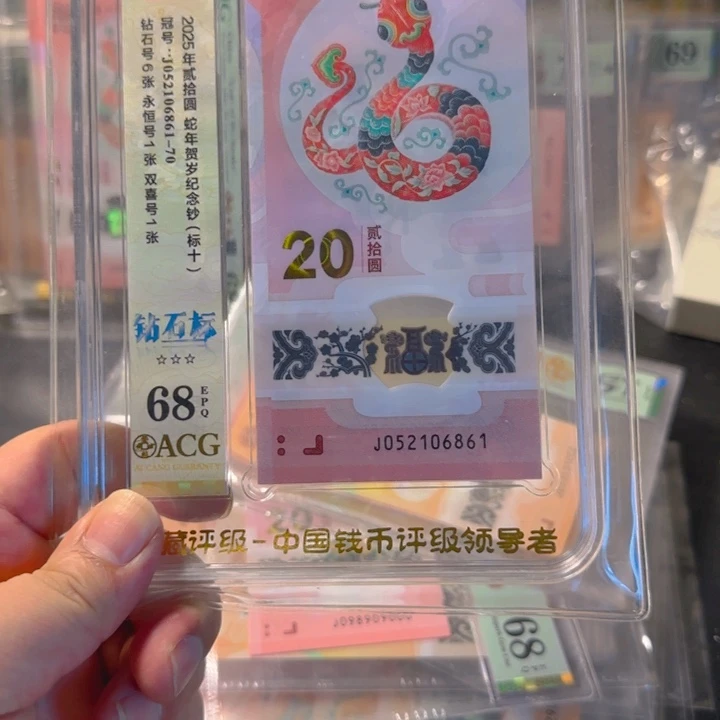 2025年贰拾圆 蛇年贺岁纪念钞（标十）
冠号：J052106861-70
钻石号6张 永恒号1张 双喜号1张
钻石标
☆☆☆
68
EPQ
ACG
20
贰拾圆
福
J052106861
藏评级-中国钱币评级领导者
69
68